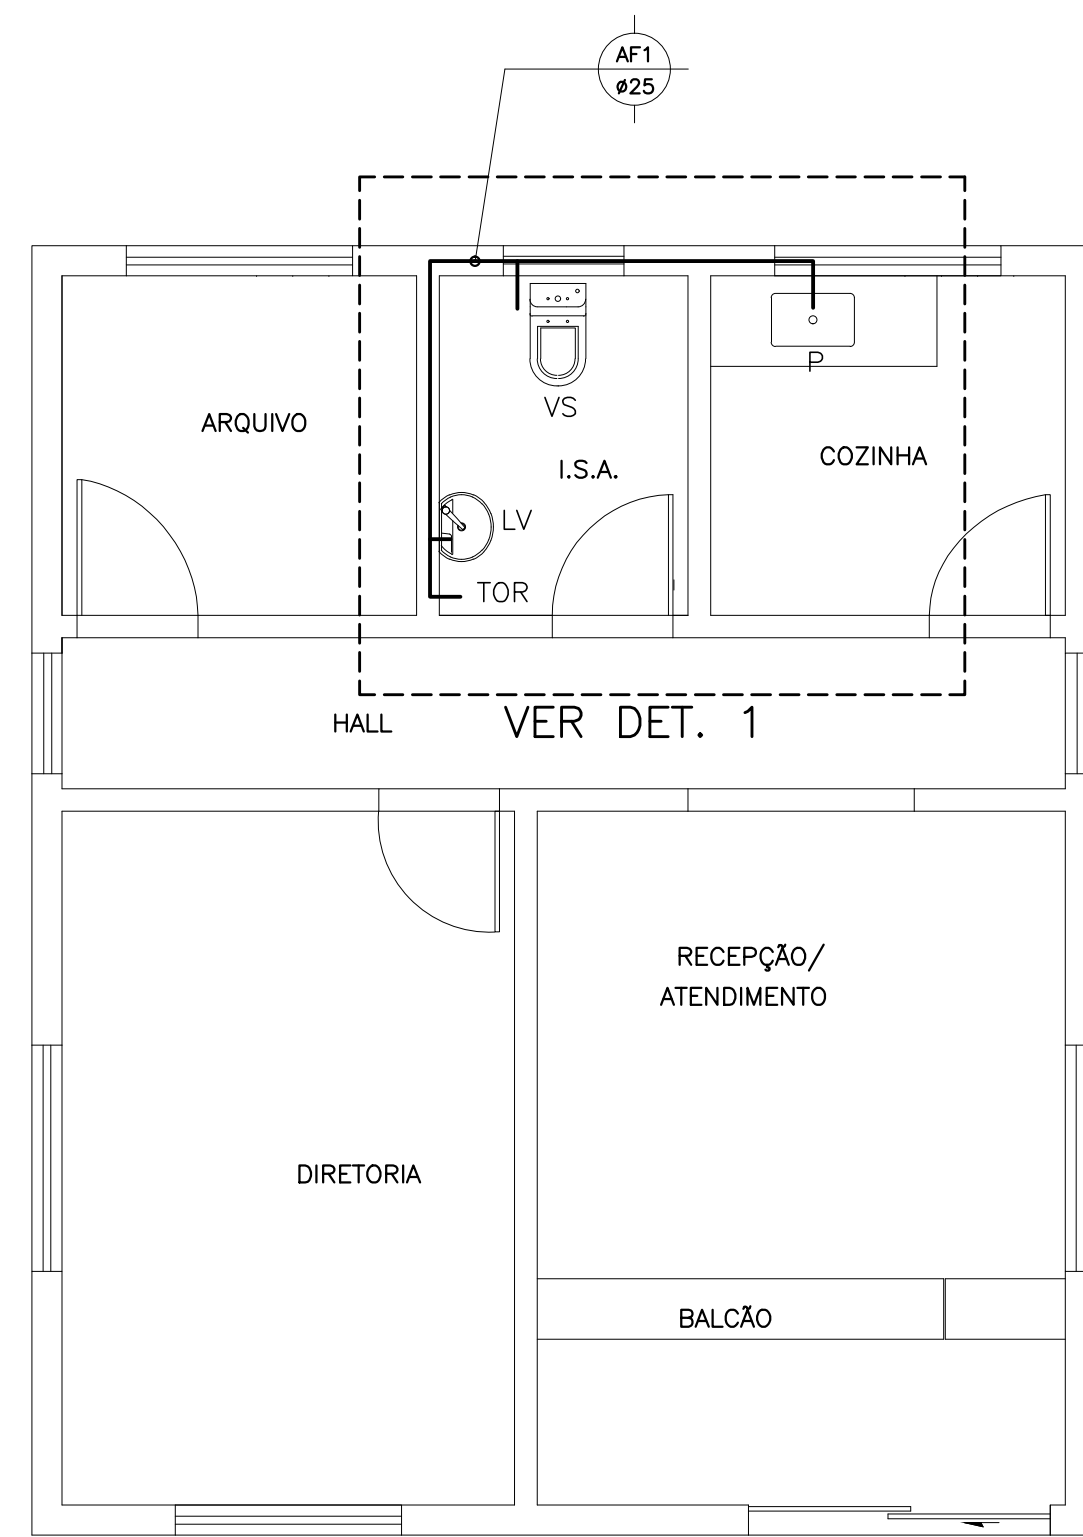 AF1
ø25
P
VS
ARQUIVO
COZINHA
I.S.A.
LV
TOR
HALL
VER DET. 1
RECEPÇÃO/
ATENDIMENTO
DIRETORIA
BALCÃO